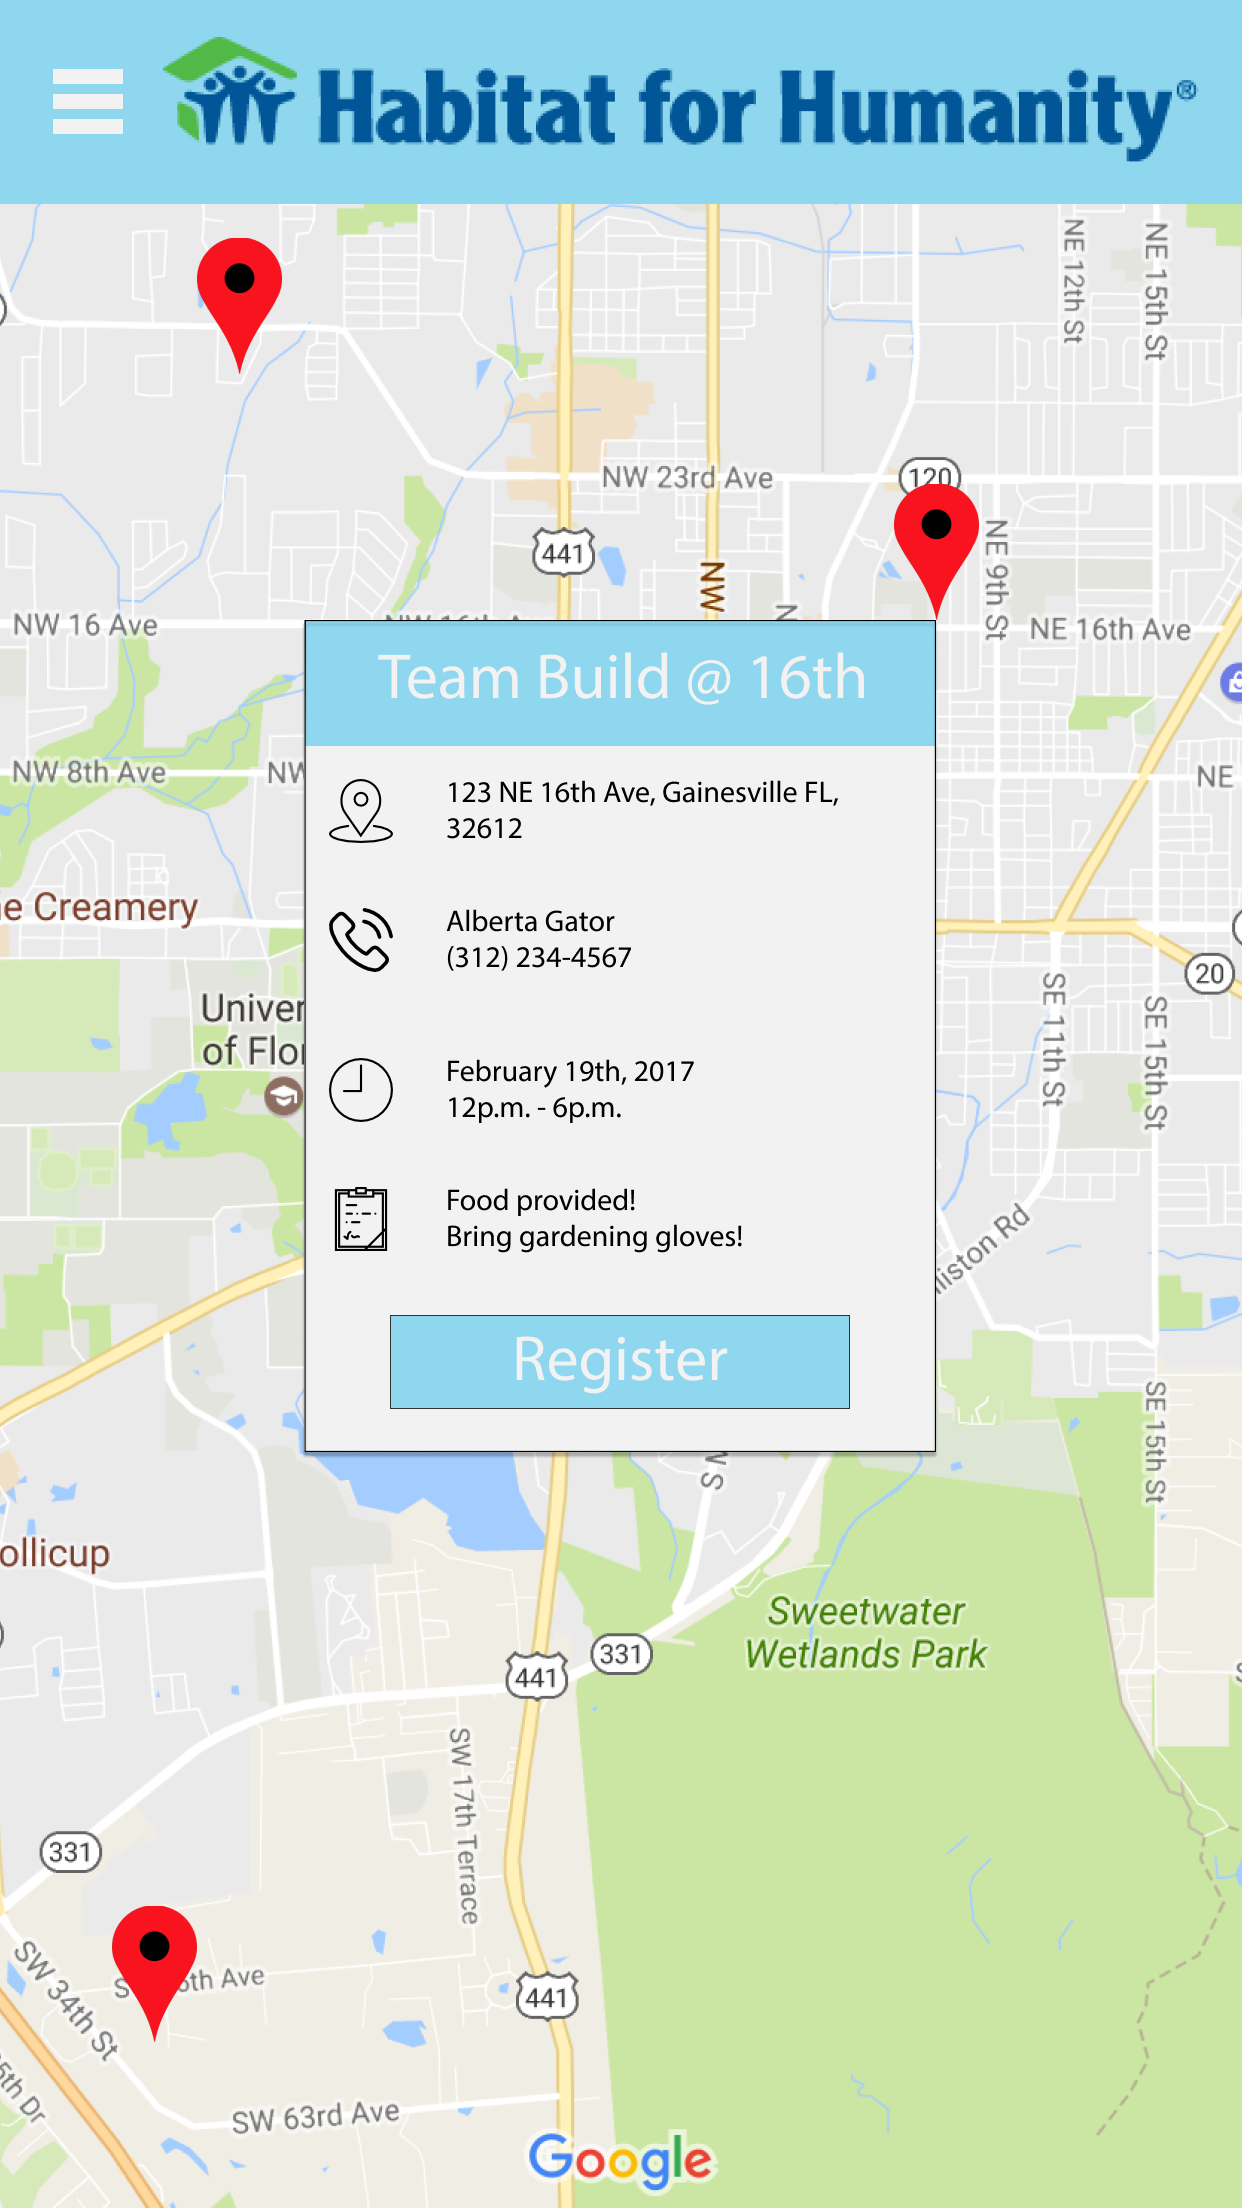 Habitat for Humanity®
NE 12th St
NE 15th St
NW 23rd Ave
120
441
NW
NE 9th St
NW 16 Ave
NE 16th Ave
Team Build @ 16th
NW 8th Ave
NW
NE
123 NE 16th Ave, Gainesville FL,
32612
Creamery
Alberta Gator
(312) 234-4567
20
SE 11th St
SE 15th St
Univer
of Flo
February 19th, 2017
12p.m. - 6p.m.
Food provided!
Bring gardening gloves!
Rd
Register
SE 15th St
S
ollicup
Sweetwater
Wetlands Park
331
441
SW 17th Terrace
331
SW 34th St
Ave
441
Dr
SW 63rd Ave
Google